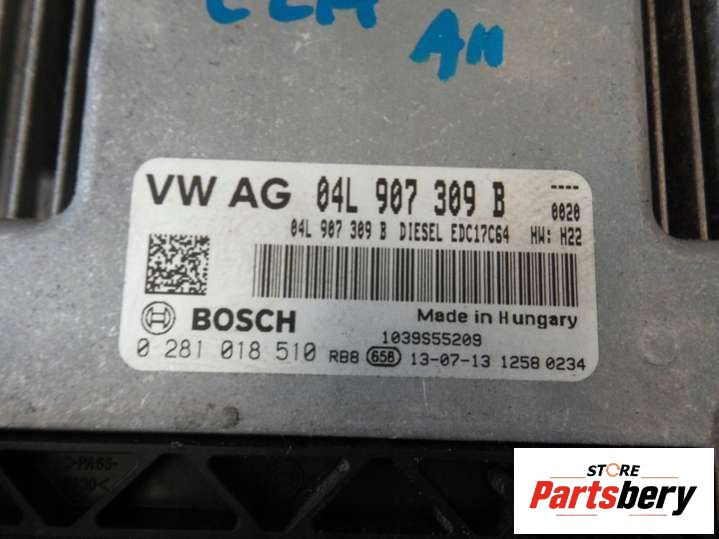 AH
VW AG 04L 907 309 B ----
0020
04L 907 309 B DIESEL EDC17C64 HW: H22
BOSCH
Made in Hungary
1039S55209
0 281 018 510 RB8 658 13-07-13 1258 0234
>PA66-
STORE
Partsbery